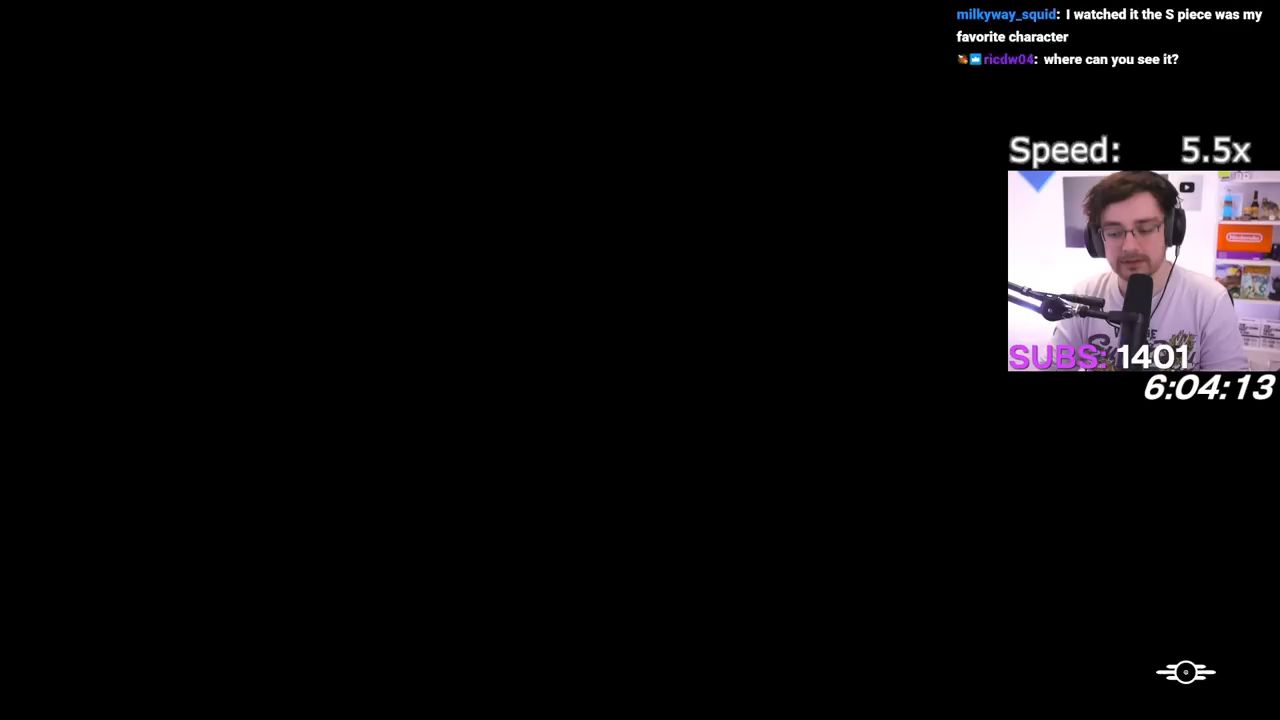 milkyway_squid: I watched it the S piece was my
favorite character
ricdw04: where can you see it?
Speed: 5.5x
Nintendo
SUBS: 1401
6:04:13